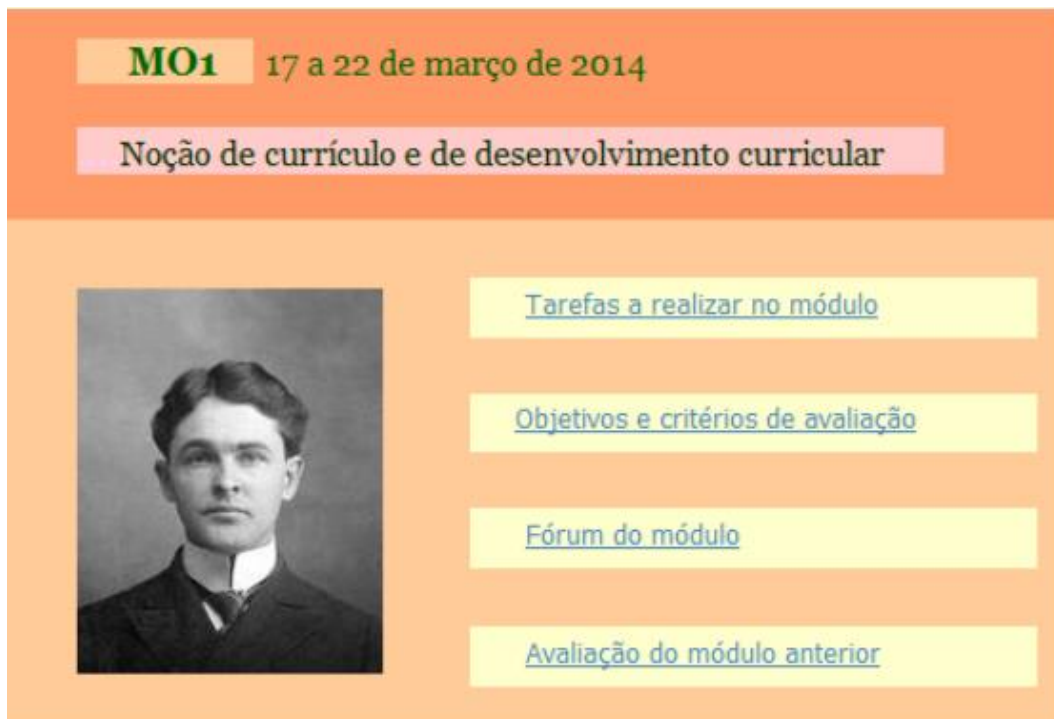 MO1 17 a 22 de março de 2014
Noção de currículo e de desenvolvimento curricular
Tarefas a realizar no módulo
Objetivos e critérios de avaliação
Fórum do módulo
Avaliação do módulo anterior